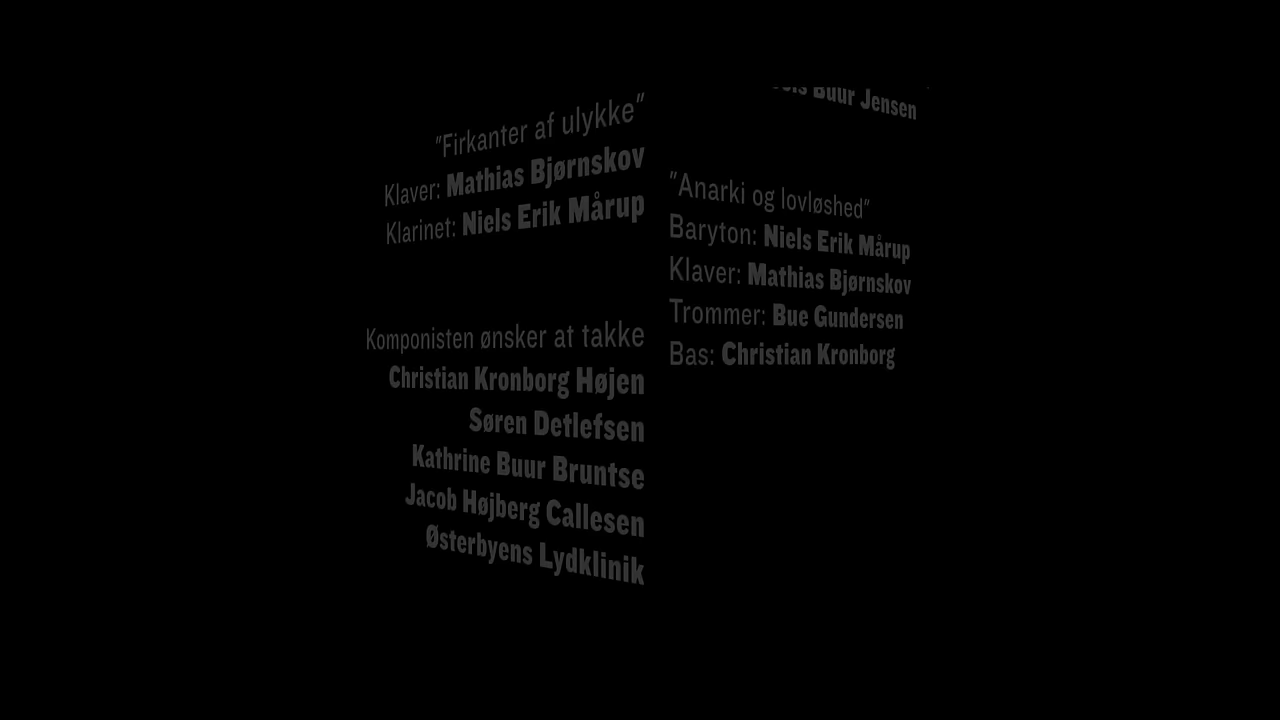 "Firkanter af ulykke"
Klaver: Mathias Bjørnskov
Klarinet: Niels Erik Mårup
Komponisten ønsker at takke
Christian Kronborg Højen
Søren Detlefsen
Kathrine Buur Bruntse
Jacob Højberg Callesen
Østerbyens Lydklinik
Buur Jensen
"Anarki og lovløshed"
Baryton: Niels Erik Mårup
Klaver: Mathias Bjørnskov
Trommer: Bue Gundersen
Bas: Christian Kronborg